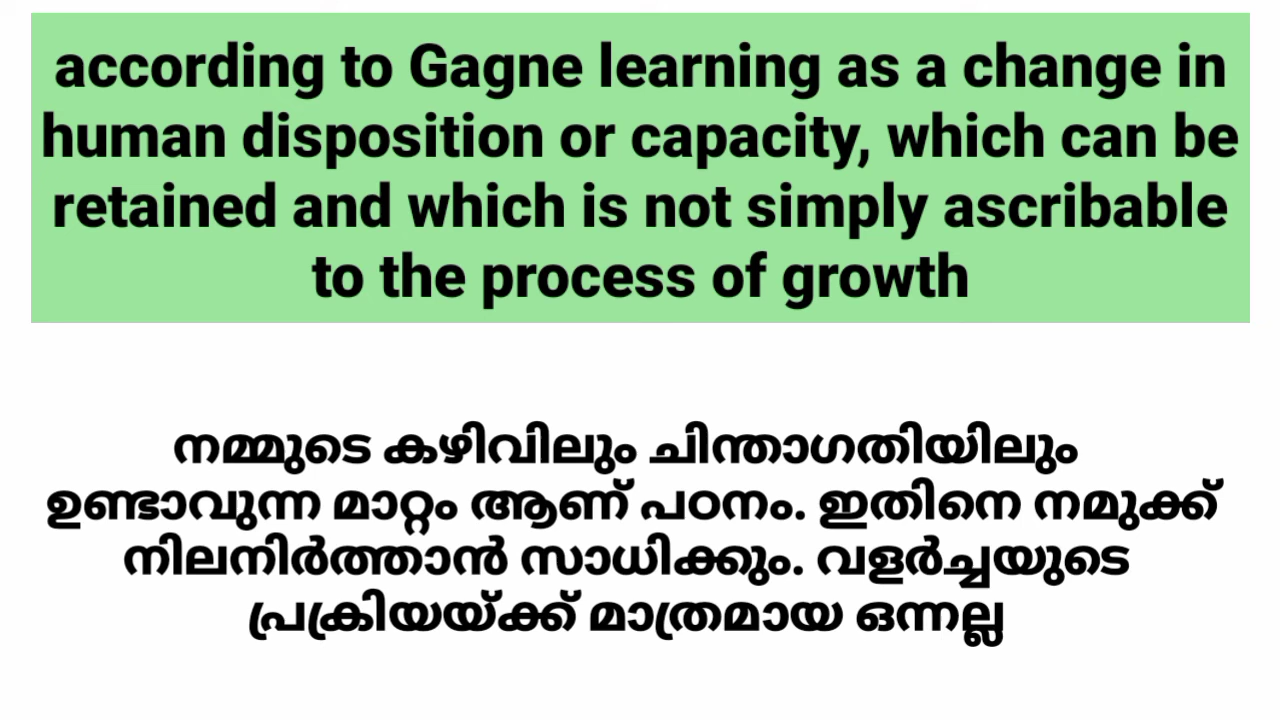 according to Gagne learning as a change in
human disposition or capacity, which can be
retained and which is not simply ascribable
to the process of growth
നമ്മുടെ കഴിവിലും ചിന്താഗതിയിലും
ഉണ്ടാവുന്ന മാറ്റം ആണ് പഠനം. ഇതിനെ നമുക്ക്
നിലനിർത്താൻ സാധിക്കും. വളർച്ചയുടെ
പ്രക്രിയയ്ക്ക് മാത്രമായ ഒന്നല്ല